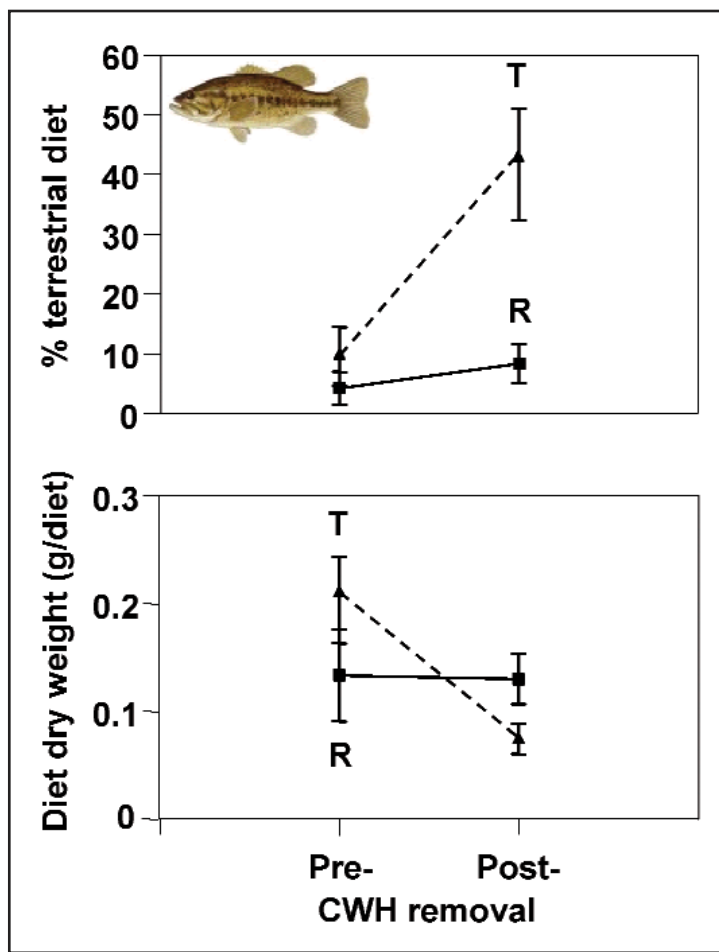 % terrestrial diet
60
50
40
30
20
10
0
T
R
Diet dry weight (g/diet)
0.3
0.2
0.1
0
T
R
Pre- Post-
CWH removal